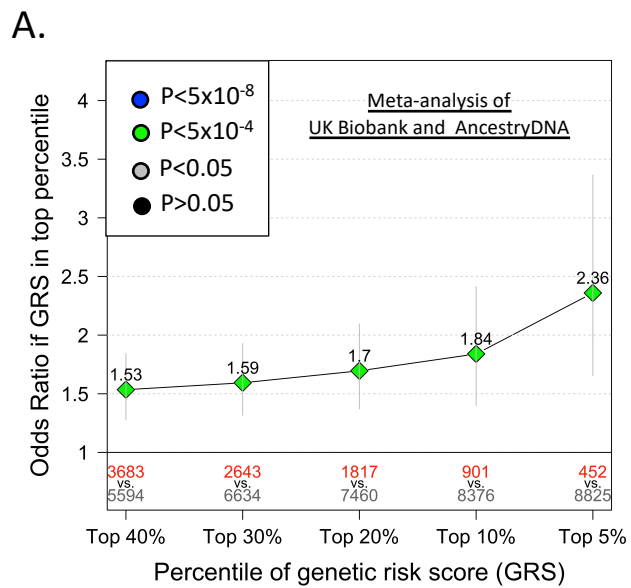 A.
P<5x10⁻⁸
P<5x10⁻⁴
P<0.05
P>0.05
Meta-analysis of
UK Biobank and AncestryDNA
Odds Ratio if GRS in top percentile
4
3.5
3
2.5
2
1.5
1
1.53
1.59
1.7
1.84
2.36
3683 2643 1817 901 452
vs. vs. vs. vs. vs.
5594 6634 7460 8376 8825
Top 40% Top 30% Top 20% Top 10% Top 5%
Percentile of genetic risk score (GRS)